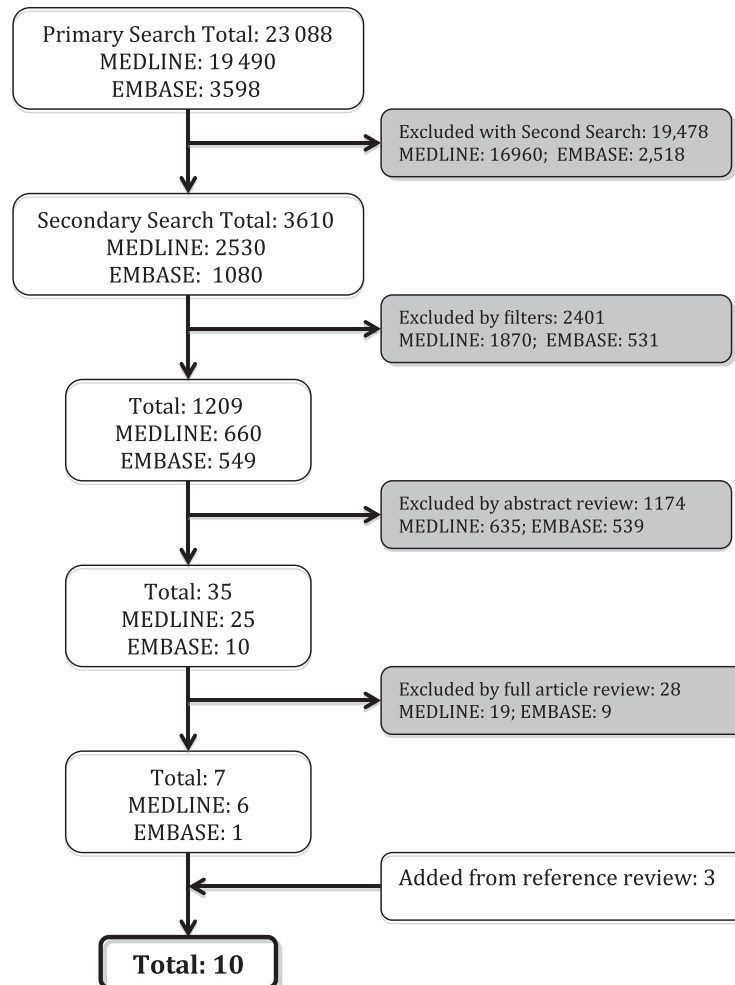 Primary Search Total: 23 088
MEDLINE: 19 490
EMBASE: 3598
Excluded with Second Search: 19,478
MEDLINE: 16960;  EMBASE: 2,518
Secondary Search Total: 3610
MEDLINE: 2530
EMBASE:  1080
Excluded by filters: 2401
MEDLINE: 1870;  EMBASE: 531
Total: 1209
MEDLINE: 660
EMBASE: 549
Excluded by abstract review: 1174
MEDLINE: 635; EMBASE: 539
Total: 35
MEDLINE: 25
EMBASE: 10
Excluded by full article review: 28
MEDLINE: 19; EMBASE: 9
Total: 7
MEDLINE: 6
EMBASE: 1
Added from reference review: 3
Total: 10